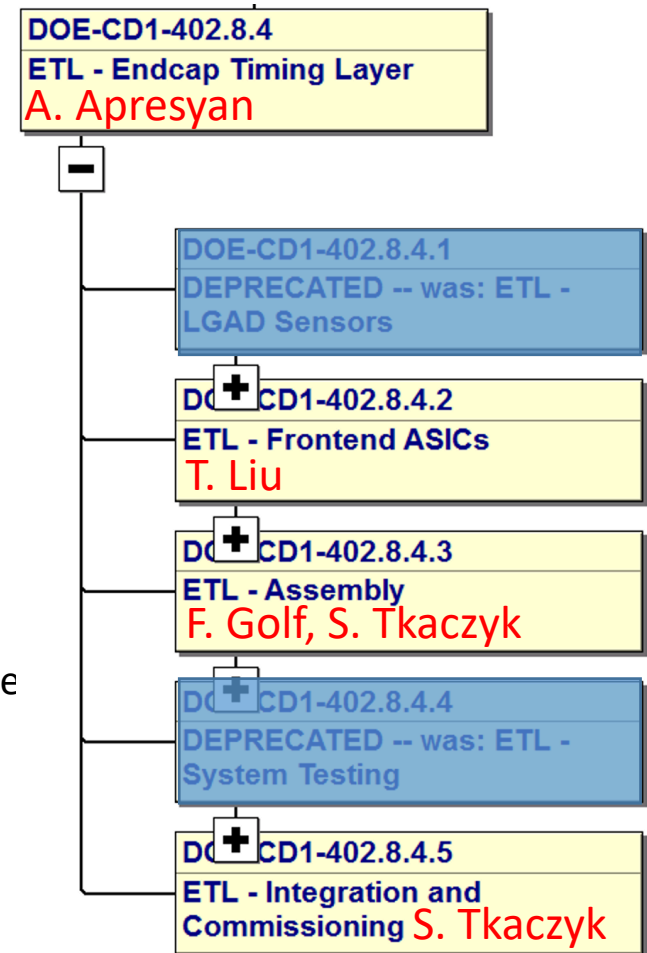 DOE-CD1-402.8.4
ETL - Endcap Timing Layer
A. Apresyan
DOE-CD1-402.8.4.1
DEPRECATED -- was: ETL -
LGAD Sensors
CD1-402.8.4.2
ETL - Frontend ASICs
T. Liu
CD1-402.8.4.3
ETL - Assembly
F. Golf, S. Tkaczyk
e
CD1-402.8.4.4
DEPRECATED -- was: ETL -
System Testing
CD1-402.8.4.5
ETL - Integration and
Commissioning S. Tkaczyk